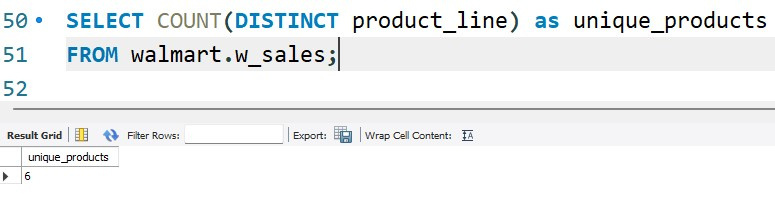 50 SELECT COUNT(DISTINCT product_line) as unique_products
51 FROM walmart.w_sales;
52
Result Grid Filter Rows: Export: Wrap Cell Content:
unique_products
6